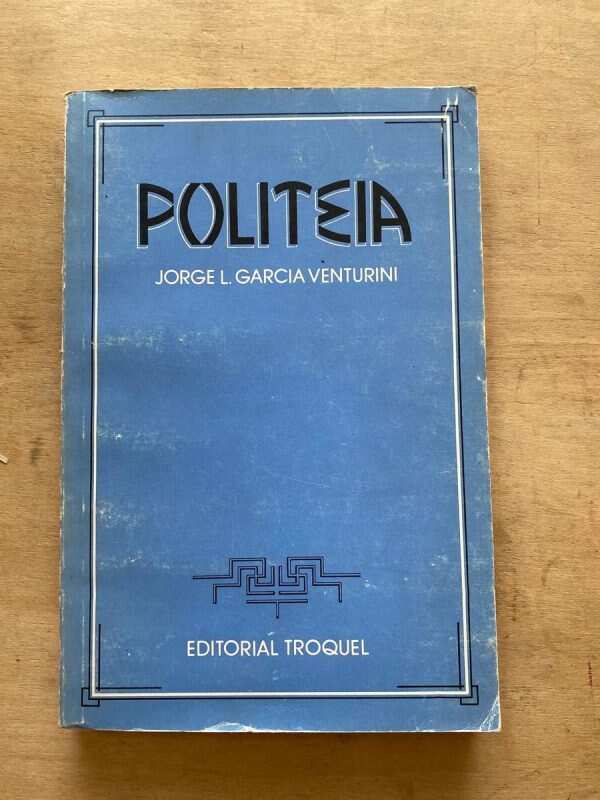 POLITEIA
JORGE L. GARCIA VENTURINI
EDITORIAL TROQUEL